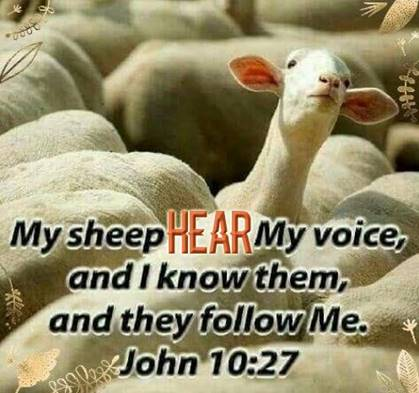 My sheep HEAR My voice,
and I know them,
and they follow Me.
John 10:27